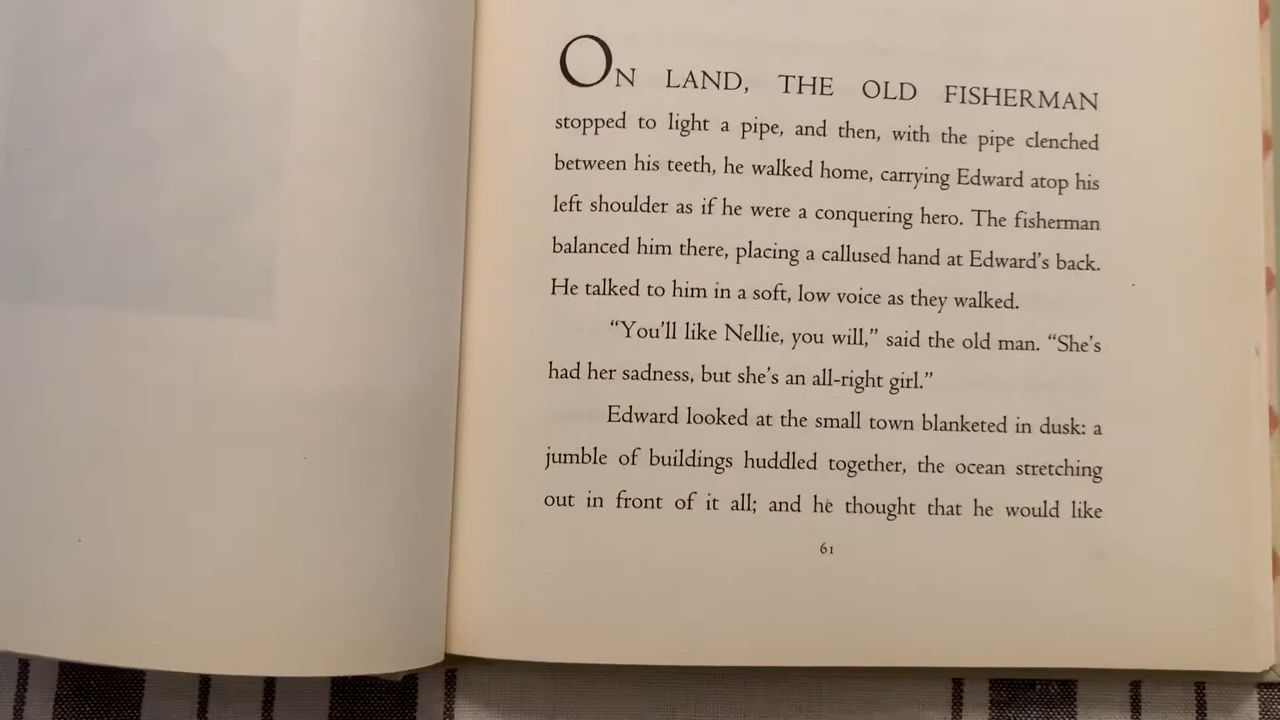 ON LAND, THE OLD FISHERMAN
stopped to light a pipe, and then, with the pipe clenched
between his teeth, he walked home, carrying Edward atop his
left shoulder as if he were a conquering hero. The fisherman
balanced him there, placing a callused hand at Edward's back.
He talked to him in a soft, low voice as they walked.
“You'll like Nellie, you will,” said the old man. “She's
had her sadness, but she's an all-right girl.”
Edward looked at the small town blanketed in dusk: a
jumble of buildings huddled together, the ocean stretching
out in front of it all; and he thought that he would like
61